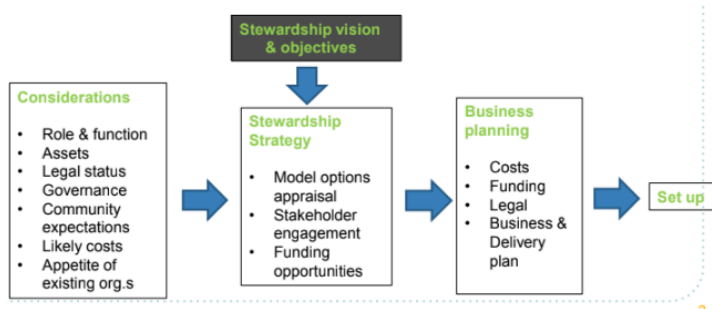 Stewardship vision
& objectives
Considerations
• Role & function
• Assets
• Legal status
• Governance
• Community
expectations
• Likely costs
• Appetite of
existing org.s
Stewardship
Strategy
• Model options
appraisal
• Stakeholder
engagement
• Funding
opportunities
Business
planning
• Costs
• Funding
• Legal
• Business &
Delivery
plan
Set up